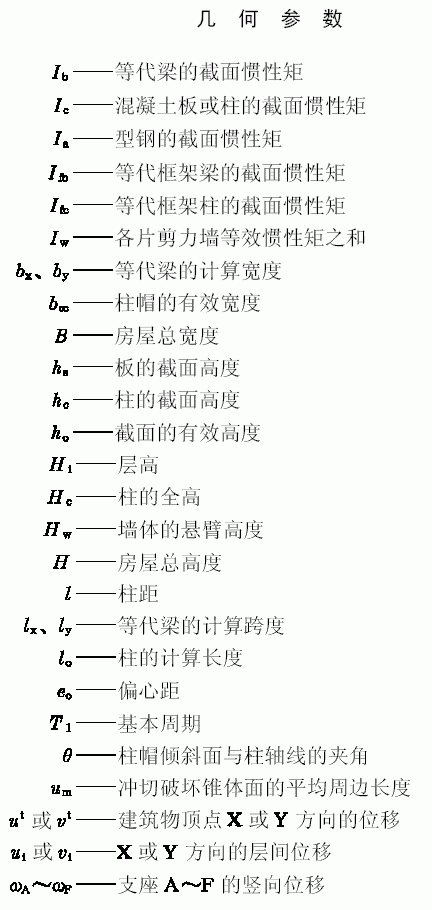 几 何 参 数
I_b——等代梁的截面惯性矩
I_c——混凝土板或柱的截面惯性矩
I_a——型钢的截面惯性矩
I_fb——等代框架梁的截面惯性矩
I_fc——等代框架柱的截面惯性矩
I_w——各片剪力墙等效惯性矩之和
b_x、b_y——等代梁的计算宽度
b_∞——柱帽的有效宽度
B——房屋总宽度
h_s——板的截面高度
h_c——柱的截面高度
h_o——截面的有效高度
H_i——层高
H_c——柱的全高
H_w——墙体的悬臂高度
H——房屋总高度
l——柱距
l_x、l_y——等代梁的计算跨度
l_o——柱的计算长度
e_o——偏心距
T_1——基本周期
θ——柱帽倾斜面与柱轴线的夹角
u_m——冲切破坏锥体面的平均周边长度
u^t 或 v^t——建筑物顶点 X 或 Y 方向的位移
u_i 或 v_i——X 或 Y 方向的层间位移
ω_A～ω_F——支座 A～F 的竖向位移